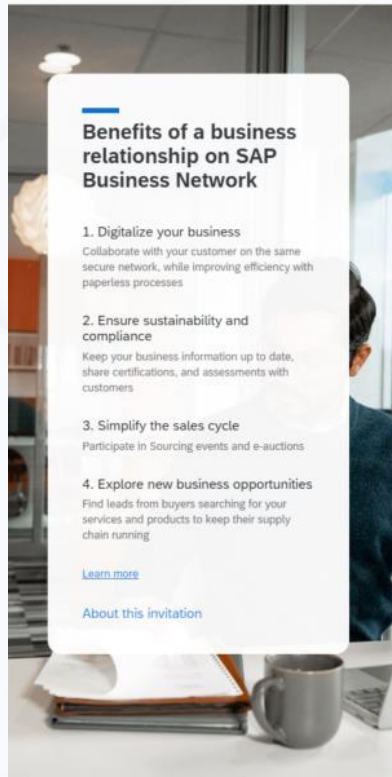 Benefits of a business
relationship on SAP
Business Network
1. Digitalize your business
Collaborate with your customer on the same
secure network, while improving efficiency with
paperless processes
2. Ensure sustainability and
compliance
Keep your business information up to date,
share certifications, and assessments with
customers
3. Simplify the sales cycle
Participate in Sourcing events and e-auctions
4. Explore new business opportunities
Find leads from buyers searching for your
services and products to keep their supply
chain running
Learn more
About this invitation